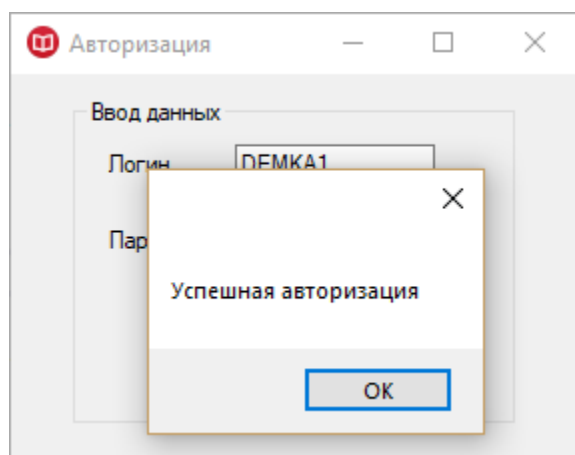 Авторизация
Ввод данных
Логин DEMKA1
Пар
Успешная авторизация
OK